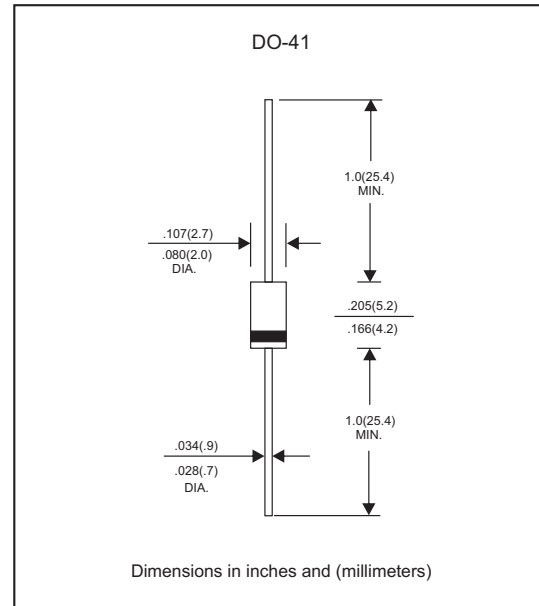 DO-41
1.0(25.4)
MIN.
.107(2.7)
.080(2.0)
DIA.
.205(5.2)
.166(4.2)
1.0(25.4)
MIN.
.034(.9)
.028(.7)
DIA.
Dimensions in inches and (millimeters)